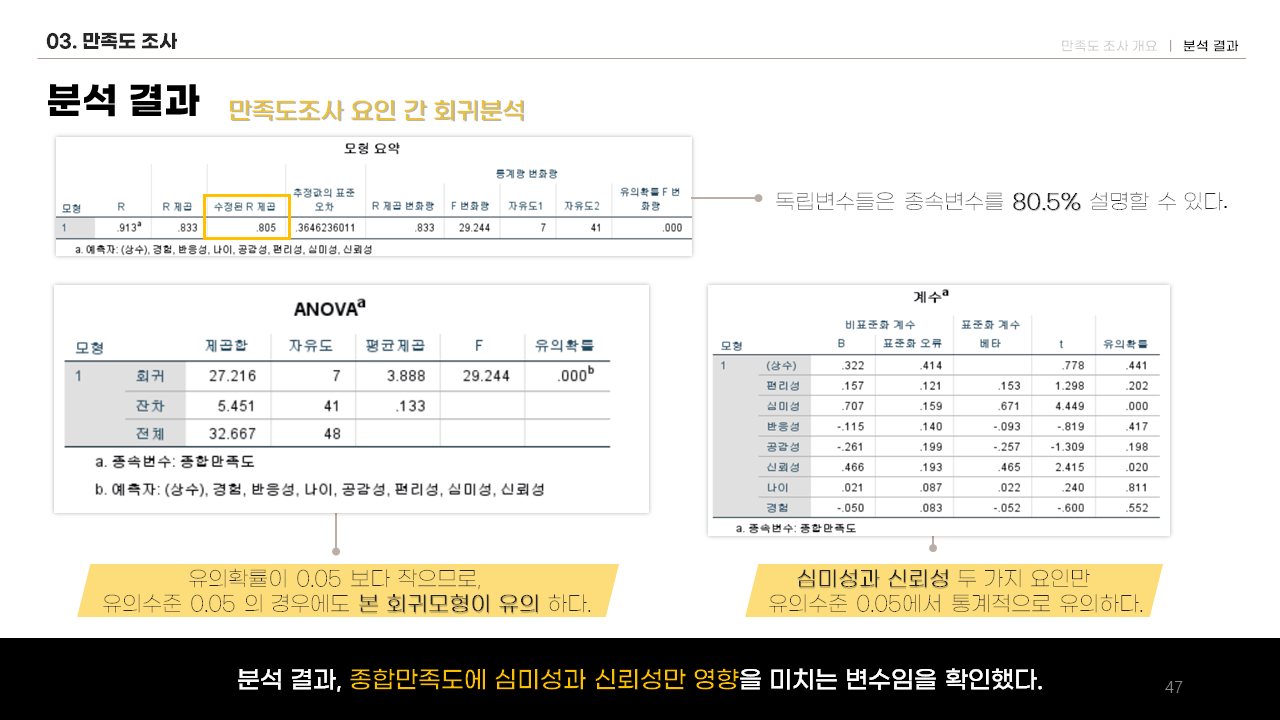 03. 만족도 조사
만족도 조사 개요 | 분석 결과
분석 결과 만족도조사 요인 간 회귀분석
모형 요약
통계량 변화량
모형 R R 제곱 수정된 R 제곱 추정값의 표준 오차 R 제곱 변화량 F 변화량 자유도1 자유도2 유의확률 F 변화량
1 .913a .833 .805 .3646236011 .833 29.244 7 41 .000
a. 예측자: (상수), 경험, 반응성, 나이, 공감성, 편리성, 심미성, 신뢰성
독립변수들은 종속변수를 80.5% 설명할 수 있다.
ANOVAa
모형 제곱합 자유도 평균제곱 F 유의확률
1 회귀 27.216 7 3.888 29.244 .000b
잔차 5.451 41 .133
전체 32.667 48
a. 종속변수: 종합만족도
b. 예측자: (상수), 경험, 반응성, 나이, 공감성, 편리성, 심미성, 신뢰성
유의확률이 0.05 보다 작으므로,
유의수준 0.05 의 경우에도 본 회귀모형이 유의 하다.
계수a
비표준화 계수 표준화 계수
모형 B 표준화 오류 베타 t 유의확률
1 (상수) .322 .414 .778 .441
편리성 .157 .121 .153 1.298 .202
심미성 .707 .159 .671 4.449 .000
반응성 -.115 .140 -.093 -.819 .417
공감성 -.261 .199 -.257 -1.309 .198
신뢰성 .466 .193 .465 2.415 .020
나이 .021 .087 .022 .240 .811
경험 -.050 .083 -.052 -.600 .552
a. 종속변수: 종합만족도
심미성과 신뢰성 두 가지 요인만
유의수준 0.05에서 통계적으로 유의하다.
분석 결과, 종합만족도에 심미성과 신뢰성만 영향을 미치는 변수임을 확인했다.
47